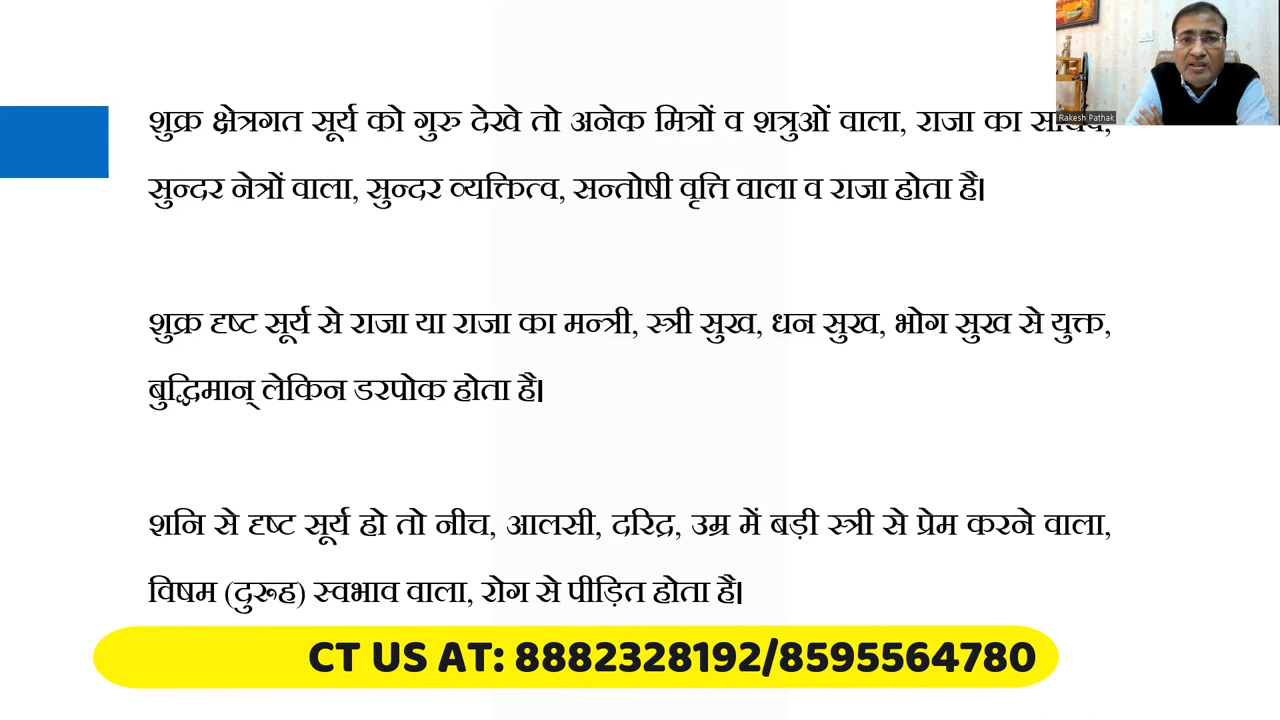 शुक्र क्षेत्रगत सूर्य को गुरु देखे तो अनेक मित्रों व शत्रुओं वाला, राजा का
सुन्दर नेत्रों वाला, सुन्दर व्यक्तित्व, सन्तोषी वृत्ति वाला व राजा होता है।
शुक्र दृष्ट सूर्य से राजा या राजा का मन्त्री, स्त्री सुख, धन सुख, भोग सुख से युक्त,
बुद्धिमान् लेकिन डरपोक होता है।
शनि से दृष्ट सूर्य हो तो नीच, आलसी, दरिद्र, उम्र में बड़ी स्त्री से प्रेम करने वाला,
विषम (दुरूह) स्वभाव वाला, रोग से पीड़ित होता है।
CT US AT: 8882328192/8595564780
Rakesh Pathak